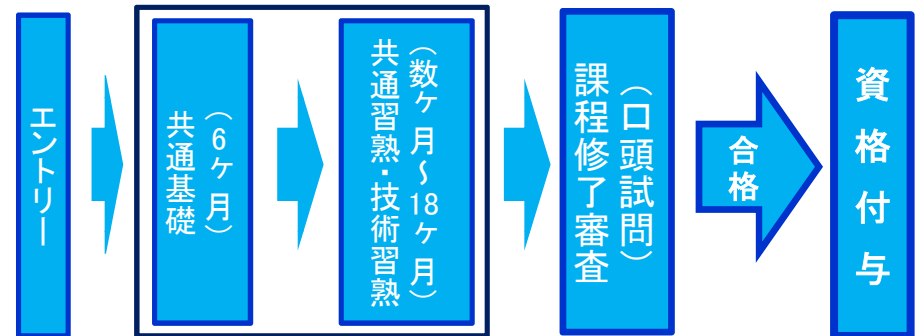 エントリー
共通基礎
（6ヶ月）
共通習熟・技術習熟
（数ヶ月～18ヶ月）
課程修了審査
（口頭試問）
合格
資格付与